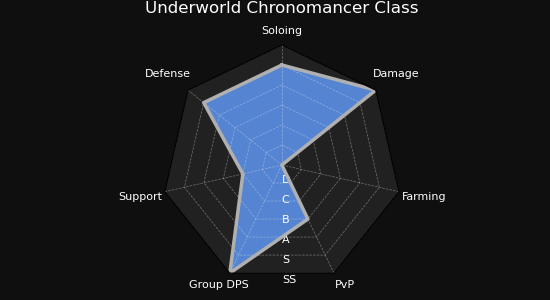 Underworld Chronomancer Class
Soloing
Defense
Damage
Support
Farming
D
C
B
A
S
SS
Group DPS
PvP